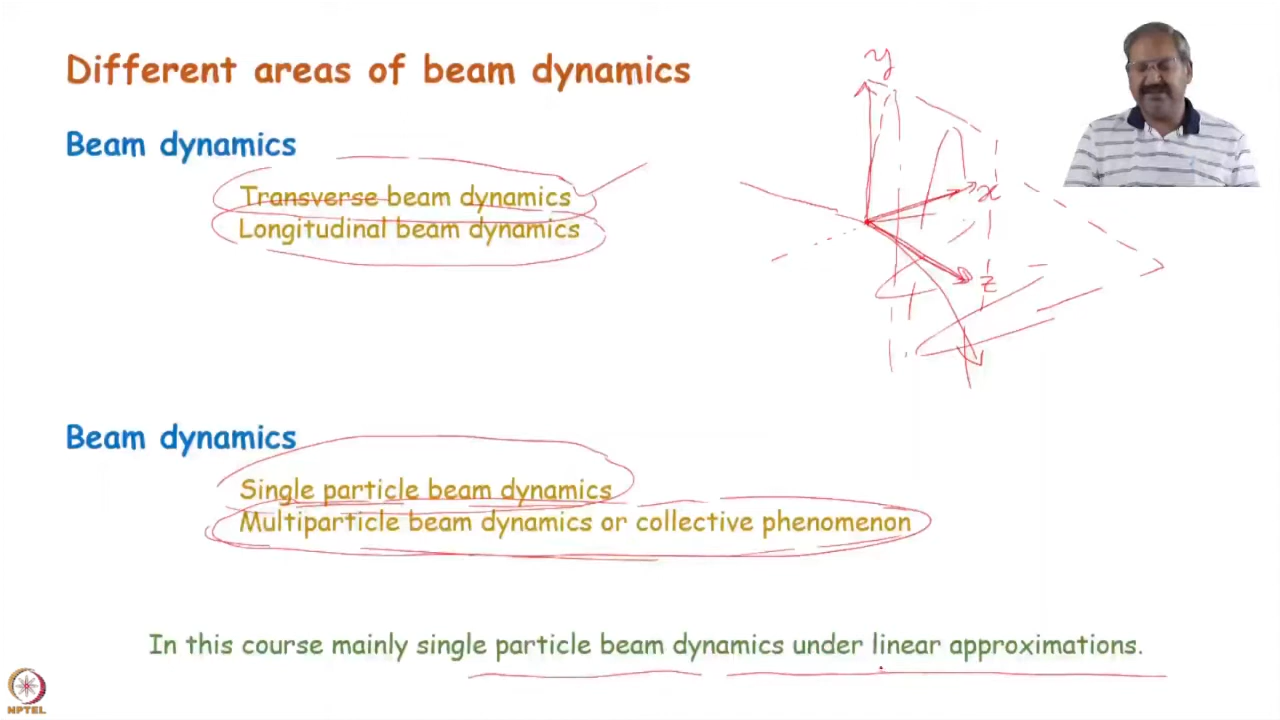 Different areas of beam dynamics
Beam dynamics
Transverse beam dynamics
Longitudinal beam dynamics
y
x
z
Beam dynamics
Single particle beam dynamics
Multiparticle beam dynamics or collective phenomenon
In this course mainly single particle beam dynamics under linear approximations.
NPTEL